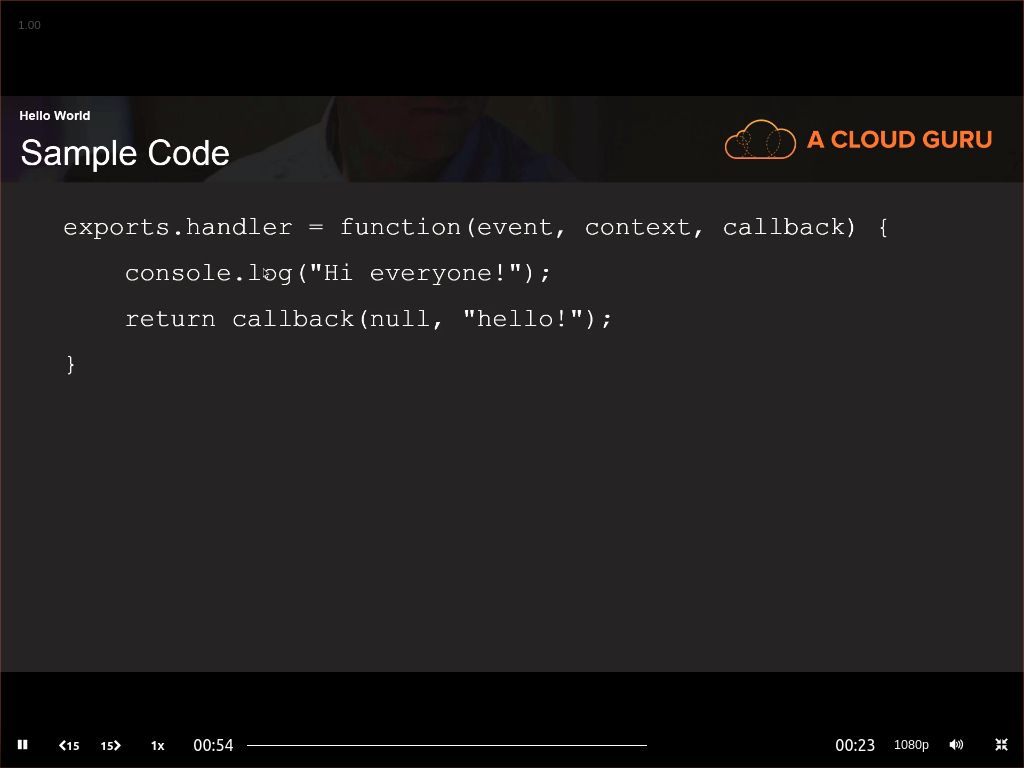 1.00
Hello World
Sample Code
A CLOUD GURU
exports.handler = function(event, context, callback) {
    console.log("Hi everyone!");
    return callback(null, "hello!");
}
15 15 1x 00:54 00:23 1080p